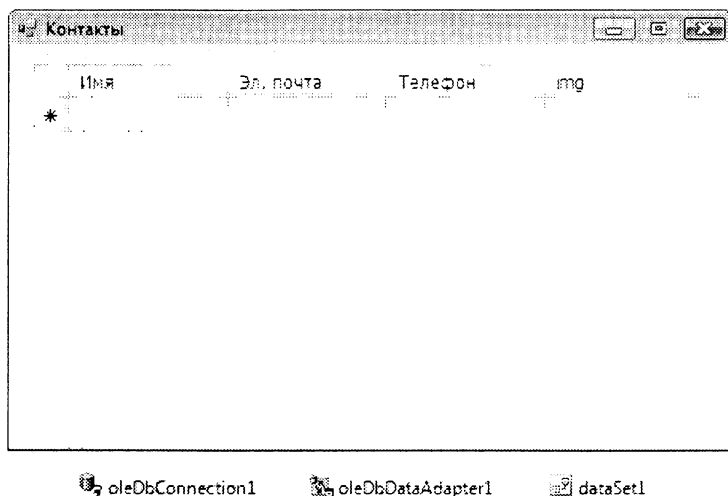 Контакты
Имя Эл. почта Телефон img
*
oleDbConnection1 oleDbDataAdapter1 dataSet1